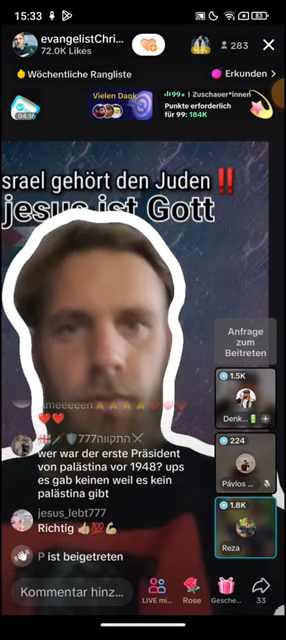 15:33
83
evangelistChri...
72.0K Likes
283
Wöchentliche Rangliste
Erkunden >
04:16
Vielen Dank
99+ | Zuschauer*innen
Punkte erforderlich
für 99: 184K
srael gehört den Juden‼️
jesus ist Gott
Anfrage
zum
Beitreten
1.5K
Denk...
ameeeeen🙏🙏🙏🙏❤️❤️❤️
❤️❤️
777התקווה⚔️
wer war der erste Präsident
von palästina vor 1948? ups
es gab keinen weil es kein
palästina gibt
224
Pávlos ...
jesus_lebt777
Richtig 👍🏼💯💪🏼
1.8K
Reza
P ist beigetreten
Kommentar hinz...
LIVE mi...
Rose
Gesche...
33